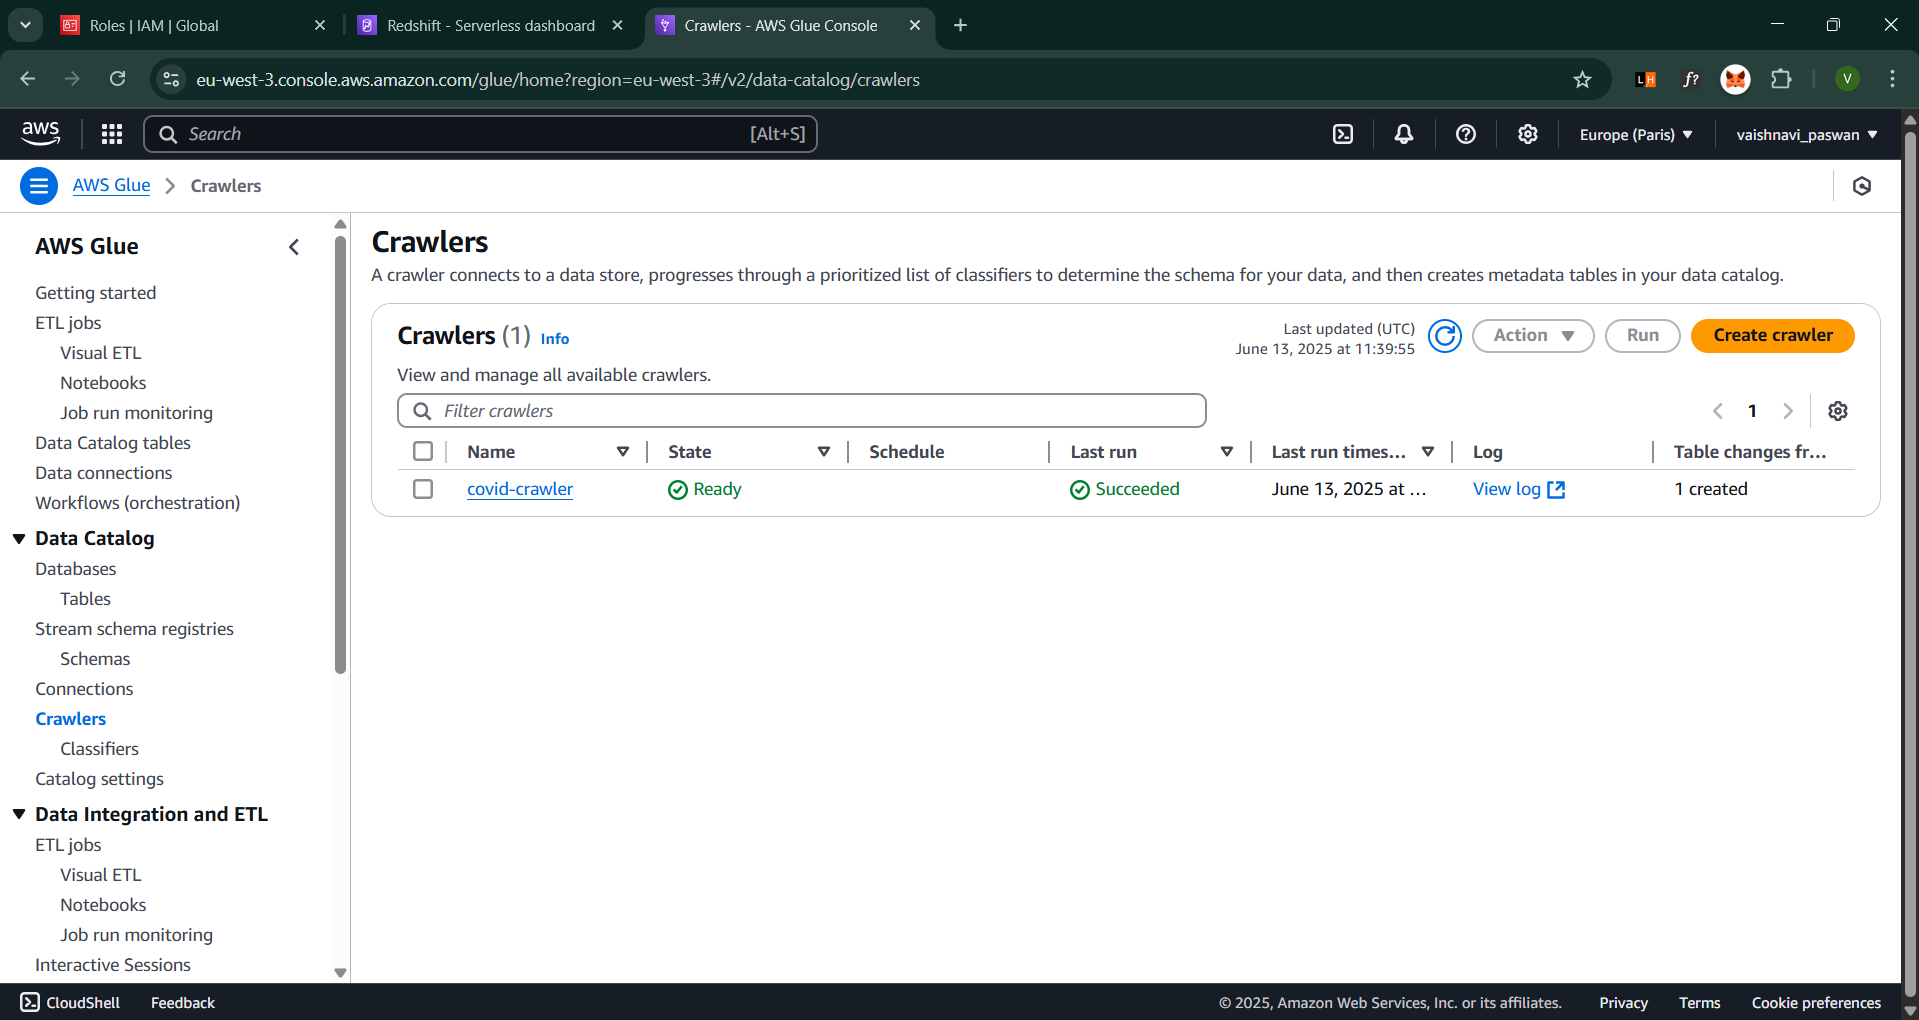 Roles | IAM | Global
Redshift - Serverless dashboard
Crawlers - AWS Glue Console
eu-west-3.console.aws.amazon.com/glue/home?region=eu-west-3#/v2/data-catalog/crawlers
LH
f?
V
aws
Search
[Alt+S]
Europe (Paris)
vaishnavi_paswan
AWS Glue
Crawlers
AWS Glue
Getting started
ETL jobs
Visual ETL
Notebooks
Job run monitoring
Data Catalog tables
Data connections
Workflows (orchestration)
Data Catalog
Databases
Tables
Stream schema registries
Schemas
Connections
Crawlers
Classifiers
Catalog settings
Data Integration and ETL
ETL jobs
Visual ETL
Notebooks
Job run monitoring
Interactive Sessions
Crawlers
A crawler connects to a data store, progresses through a prioritized list of classifiers to determine the schema for your data, and then creates metadata tables in your data catalog.
Crawlers (1) Info
Last updated (UTC)
June 13, 2025 at 11:39:55
Action
Run
Create crawler
View and manage all available crawlers.
Filter crawlers
1
Name State Schedule Last run Last run times... Log Table changes fr...
covid-crawler Ready Succeeded June 13, 2025 at ... View log 1 created
CloudShell Feedback © 2025, Amazon Web Services, Inc. or its affiliates. Privacy Terms Cookie preferences